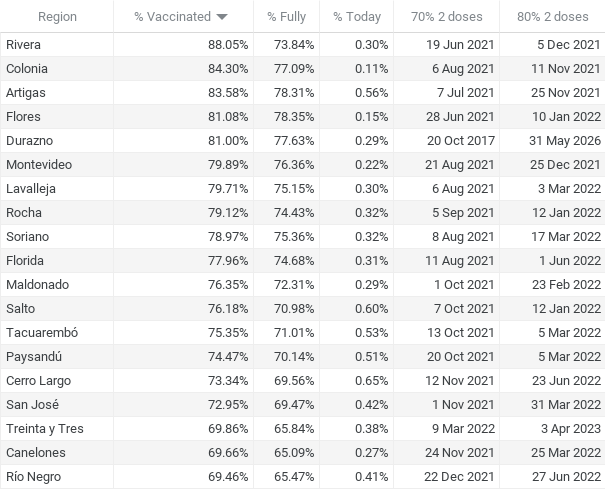 Region % Vaccinated % Fully % Today 70% 2 doses 80% 2 doses
Rivera 88.05% 73.84% 0.30% 19 Jun 2021 5 Dec 2021
Colonia 84.30% 77.09% 0.11% 6 Aug 2021 11 Nov 2021
Artigas 83.58% 78.31% 0.56% 7 Jul 2021 25 Nov 2021
Flores 81.08% 78.35% 0.15% 28 Jun 2021 10 Jan 2022
Durazno 81.00% 77.63% 0.29% 20 Oct 2017 31 May 2026
Montevideo 79.89% 76.36% 0.22% 21 Aug 2021 25 Dec 2021
Lavalleja 79.71% 75.15% 0.30% 6 Aug 2021 3 Mar 2022
Rocha 79.12% 74.43% 0.32% 5 Sep 2021 12 Jan 2022
Soriano 78.97% 75.36% 0.32% 8 Aug 2021 17 Mar 2022
Florida 77.96% 74.68% 0.31% 11 Aug 2021 1 Jun 2022
Maldonado 76.35% 72.31% 0.29% 1 Oct 2021 23 Feb 2022
Salto 76.18% 70.98% 0.60% 7 Oct 2021 12 Jan 2022
Tacuarembó 75.35% 71.01% 0.53% 13 Oct 2021 5 Mar 2022
Paysandú 74.47% 70.14% 0.51% 20 Oct 2021 5 Mar 2022
Cerro Largo 73.34% 69.56% 0.65% 12 Nov 2021 23 Jun 2022
San José 72.95% 69.47% 0.42% 1 Nov 2021 31 Mar 2022
Treinta y Tres 69.86% 65.84% 0.38% 9 Mar 2022 3 Apr 2023
Canelones 69.66% 65.09% 0.27% 24 Nov 2021 25 Mar 2022
Río Negro 69.46% 65.47% 0.41% 22 Dec 2021 27 Jun 2022